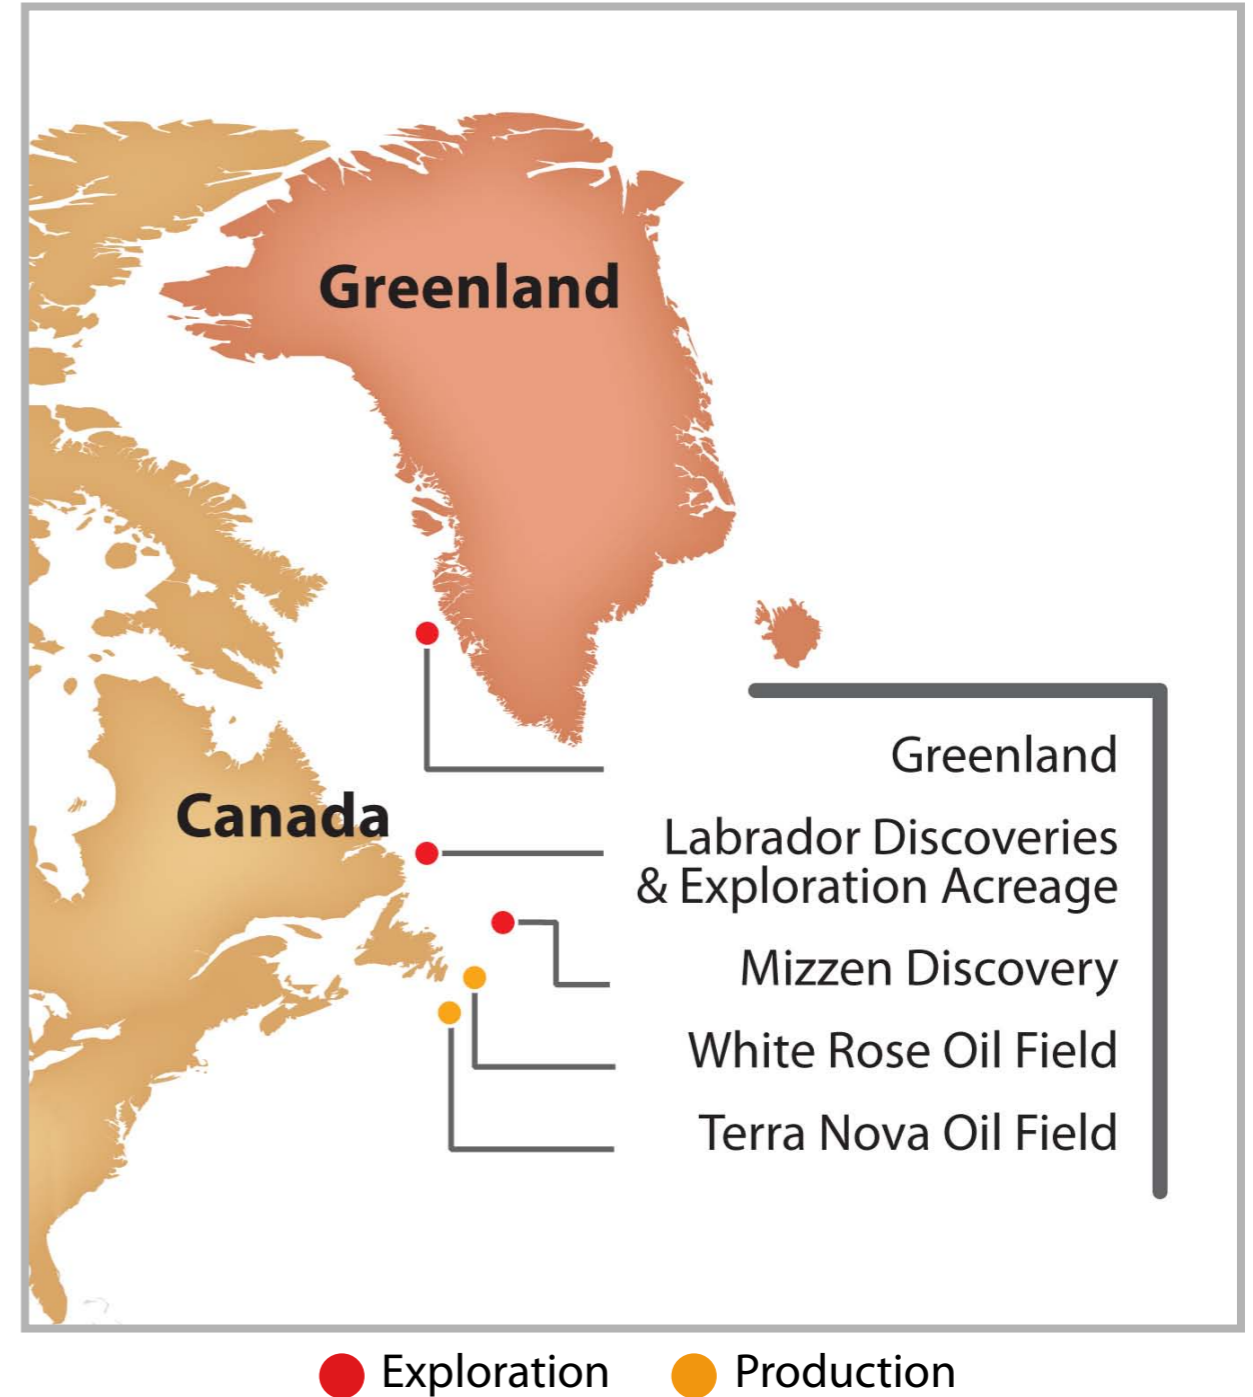 Greenland
Canada
Greenland
Labrador Discoveries
& Exploration Acreage
Mizzen Discovery
White Rose Oil Field
Terra Nova Oil Field
Exploration
Production